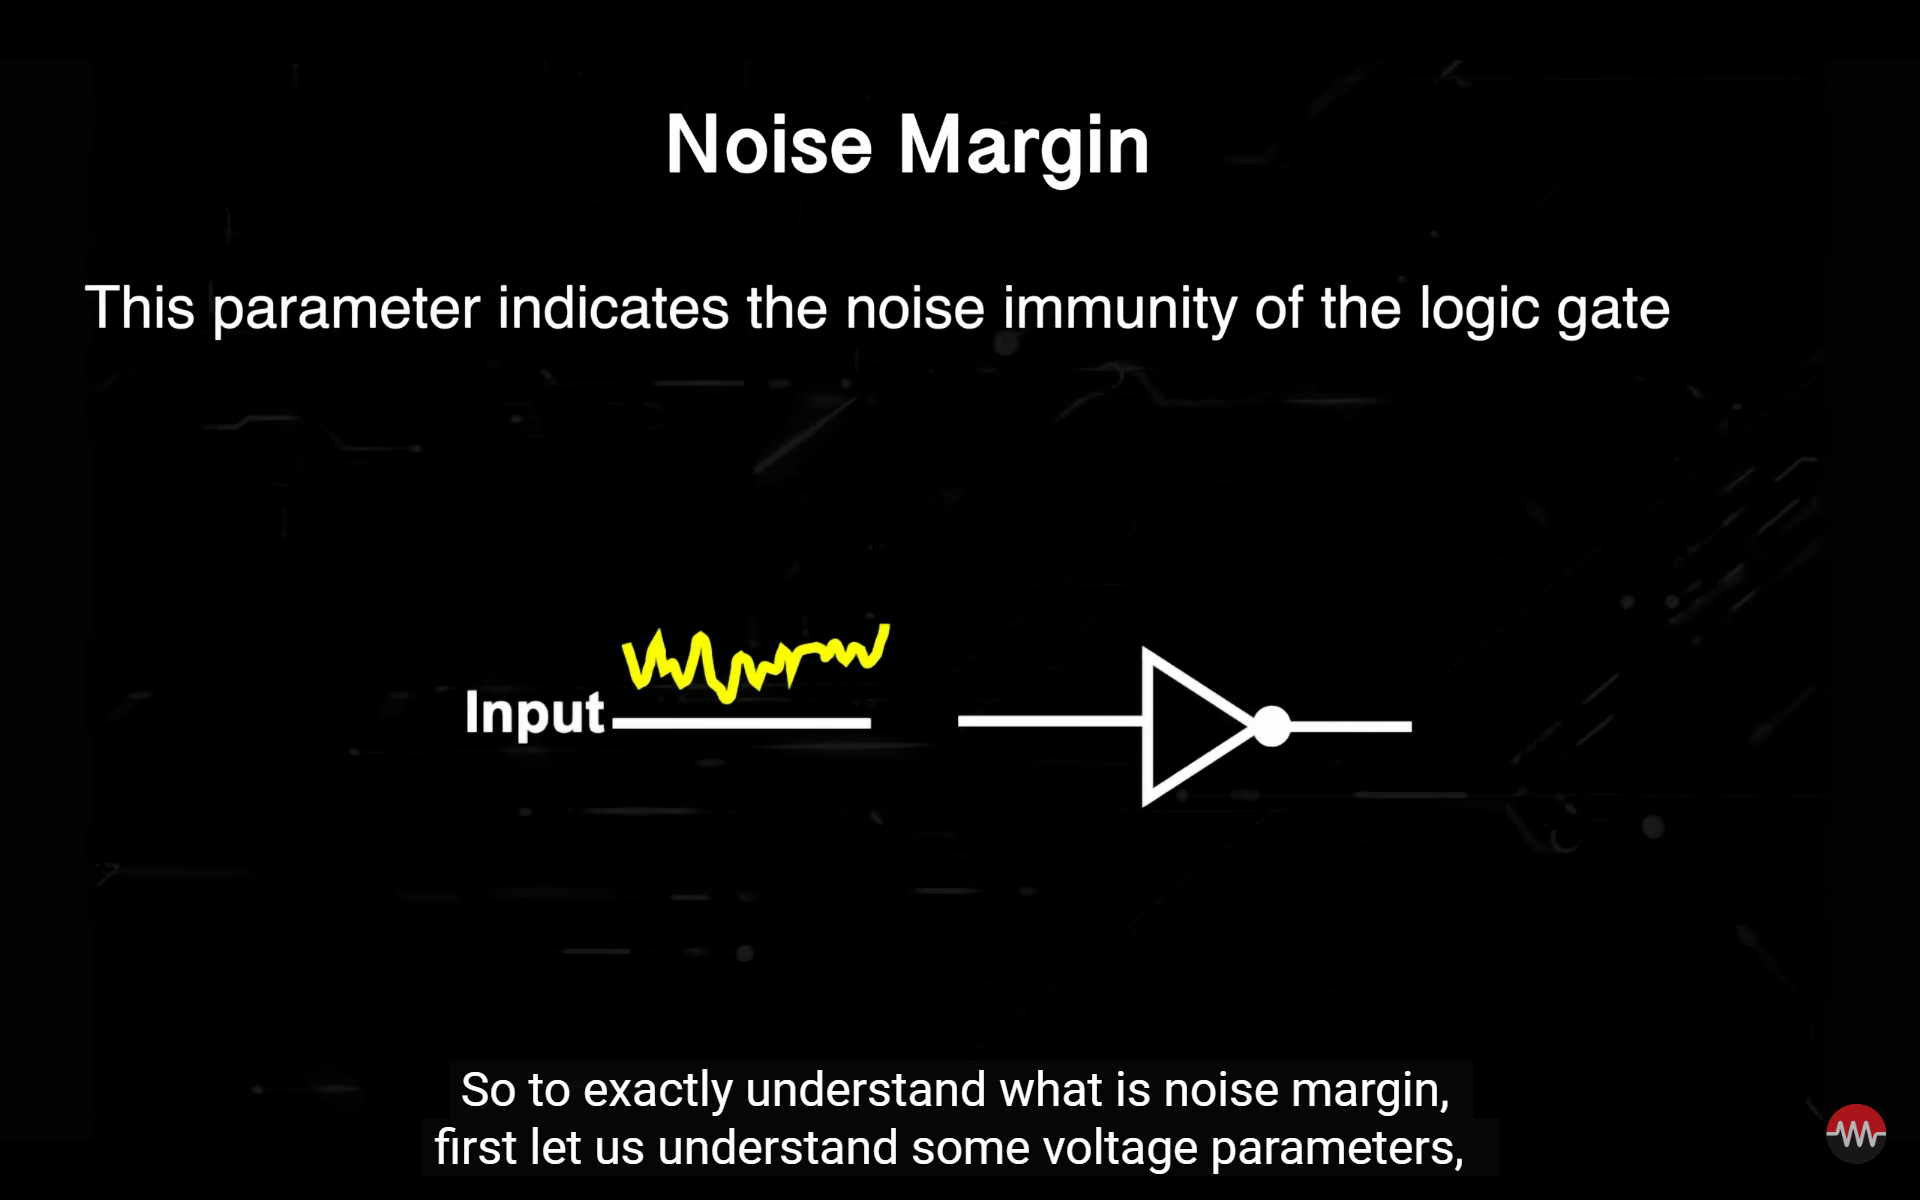 Noise Margin
This parameter indicates the noise immunity of the logic gate
Input
So to exactly understand what is noise margin,
first let us understand some voltage parameters,